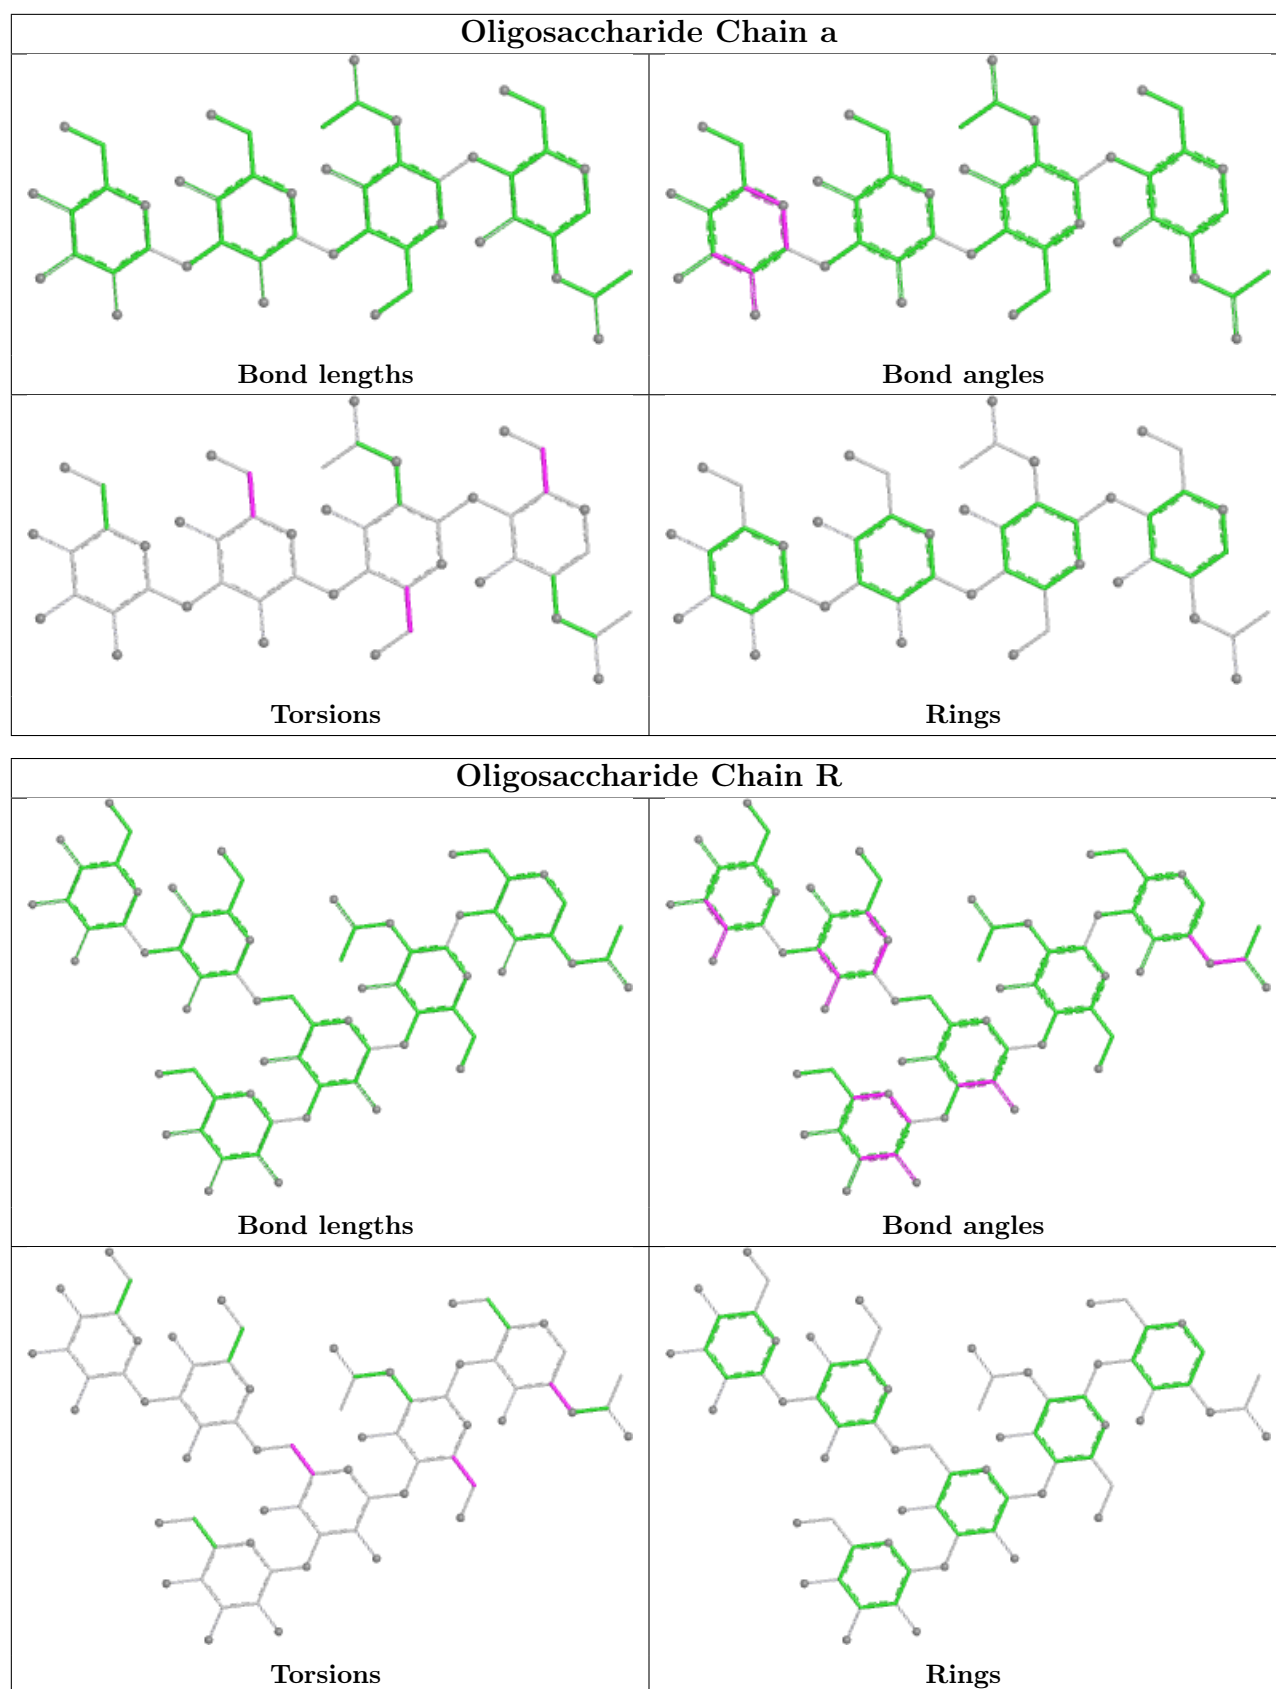 Oligosaccharide Chain a
Bond lengths
Bond angles
Torsions
Rings
Oligosaccharide Chain R
Bond lengths
Bond angles
Torsions
Rings